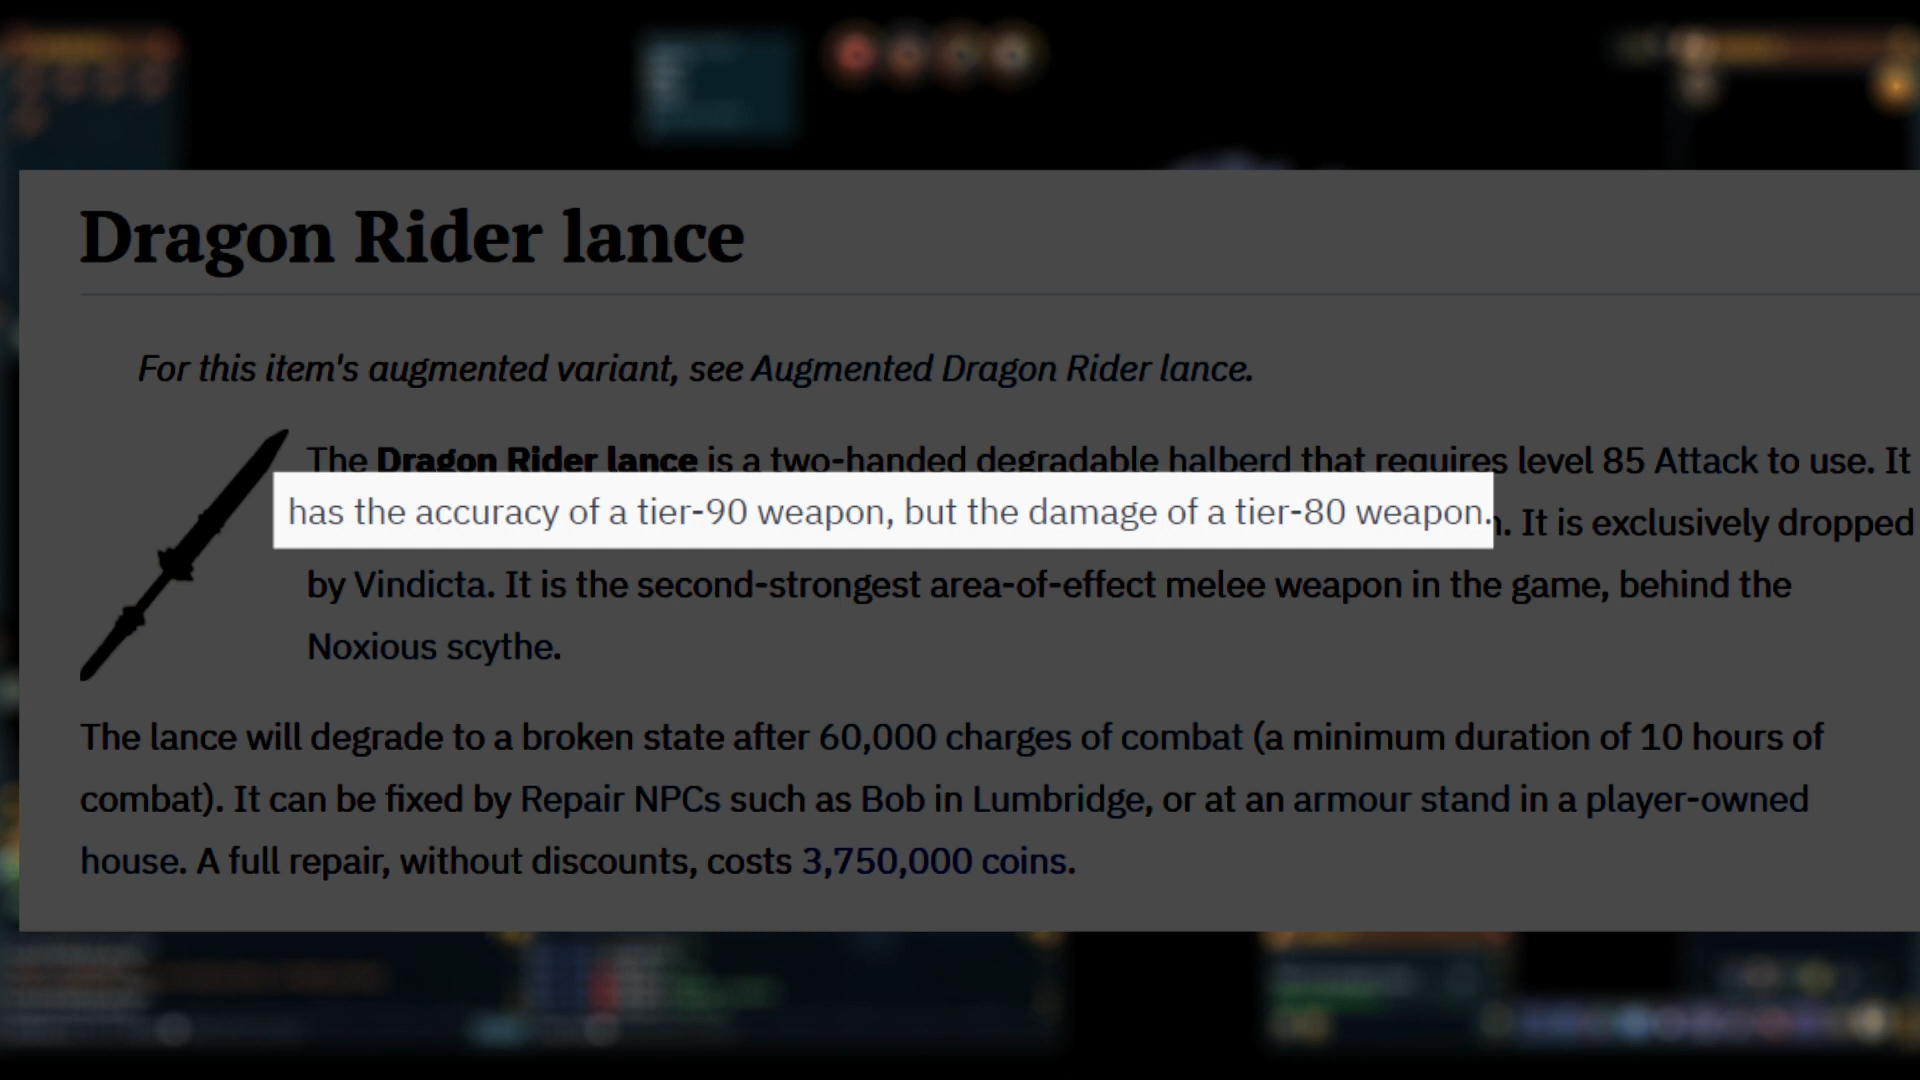 Dragon Rider lance
For this item's augmented variant, see Augmented Dragon Rider lance.
The Dragon Rider lance is a two-handed degradable halberd that requires level 85 Attack to use. It
has the accuracy of a tier-90 weapon, but the damage of a tier-80 weapon.
n. It is exclusively dropped
by Vindicta. It is the second-strongest area-of-effect melee weapon in the game, behind the
Noxious scythe.
The lance will degrade to a broken state after 60,000 charges of combat (a minimum duration of 10 hours of
combat). It can be fixed by Repair NPCs such as Bob in Lumbridge, or at an armour stand in a player-owned
house. A full repair, without discounts, costs 3,750,000 coins.